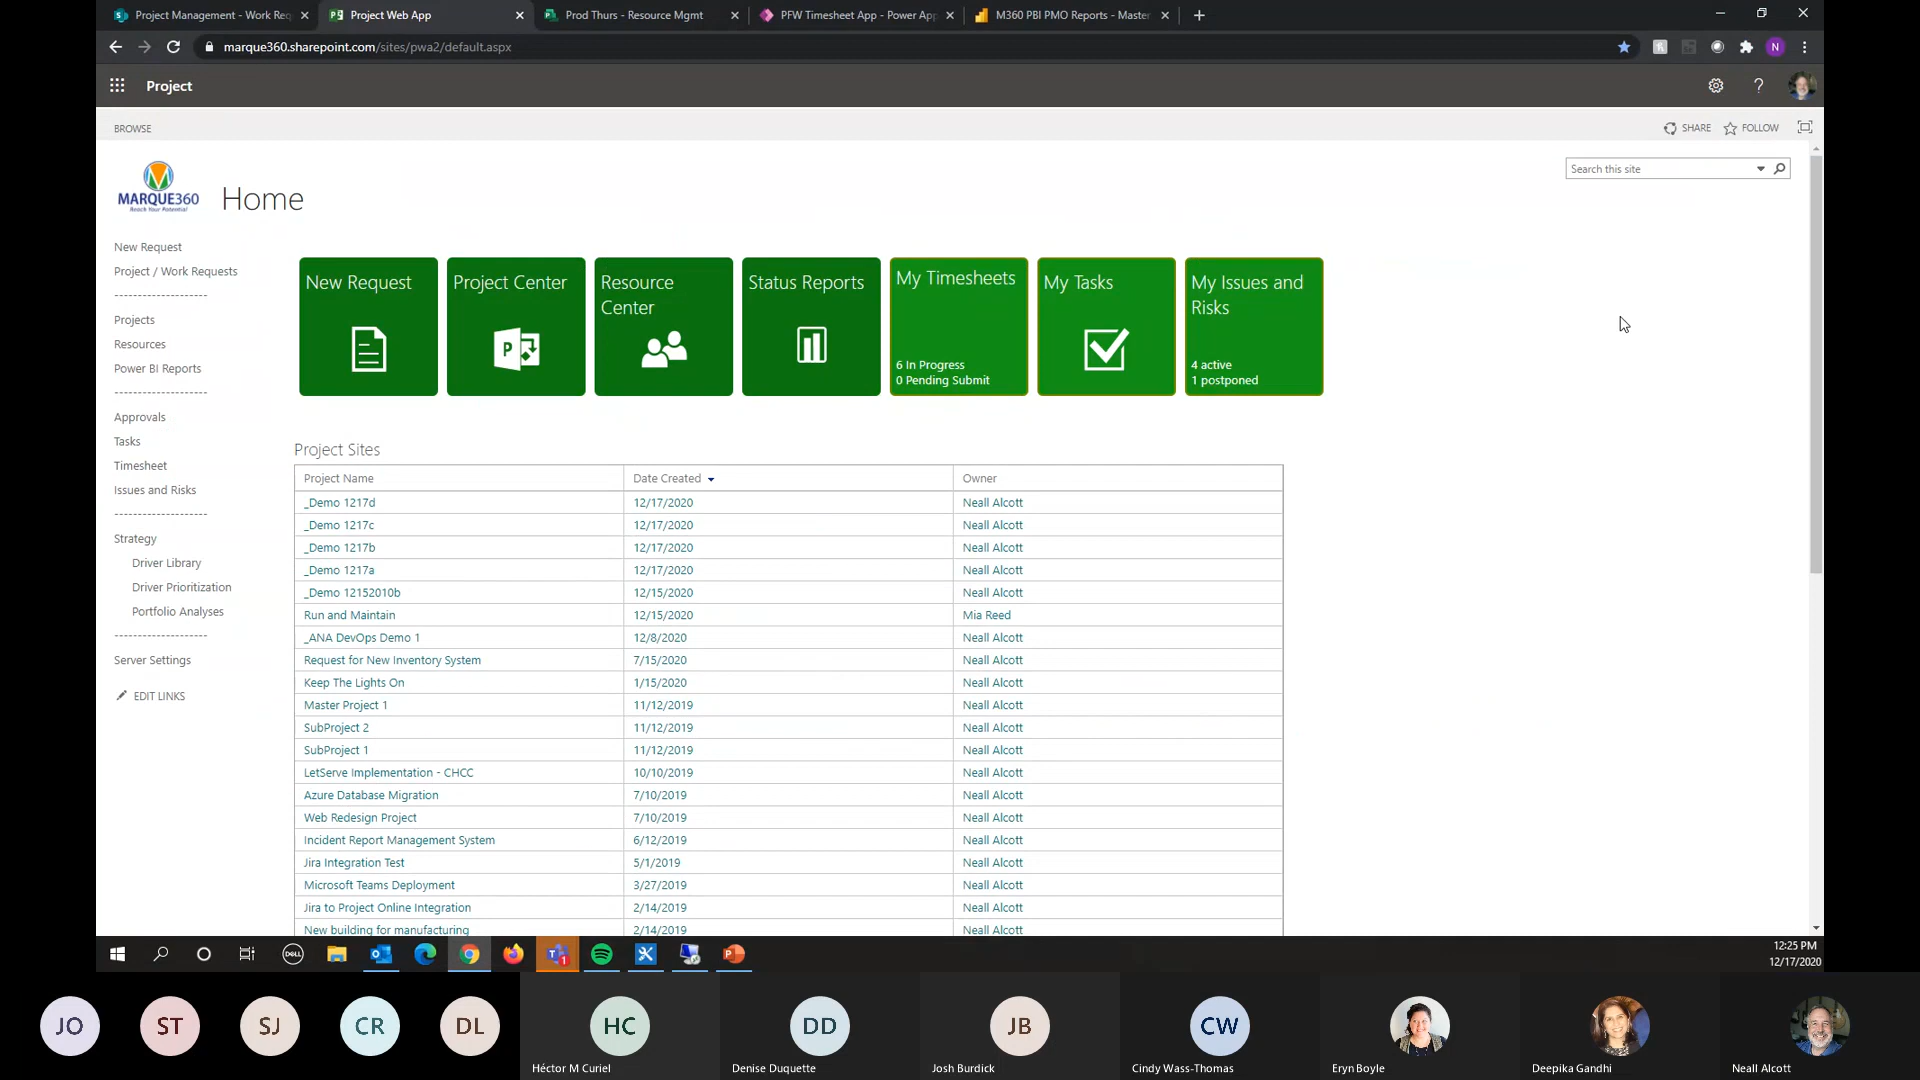 Project Management - Work Req
Project Web App
Prod Thurs - Resource Mgmt
PFW Timesheet App - Power App
M360 PBI PMO Reports - Master
marque360.sharepoint.com/sites/pwa2/default.aspx
N
Project
?
BROWSE
SHARE
FOLLOW
MARQUE360
Reach Your Potential
Home
Search this site
New Request
Project / Work Requests
--------------------
Projects
Resources
Power BI Reports
--------------------
Approvals
Tasks
Timesheet
Issues and Risks
--------------------
Strategy
Driver Library
Driver Prioritization
Portfolio Analyses
--------------------
Server Settings
EDIT LINKS
New Request
Project Center
P
Resource
Center
Status Reports
My Timesheets
6 In Progress
0 Pending Submit
My Tasks
My Issues and
Risks
4 active
1 postponed
Project Sites
Project Name Date Created Owner
_Demo 1217d 12/17/2020 Neall Alcott
_Demo 1217c 12/17/2020 Neall Alcott
_Demo 1217b 12/17/2020 Neall Alcott
_Demo 1217a 12/17/2020 Neall Alcott
_Demo 12152010b 12/15/2020 Neall Alcott
Run and Maintain 12/15/2020 Mia Reed
_ANA DevOps Demo 1 12/8/2020 Neall Alcott
Request for New Inventory System 7/15/2020 Neall Alcott
Keep The Lights On 1/15/2020 Neall Alcott
Master Project 1 11/12/2019 Neall Alcott
SubProject 2 11/12/2019 Neall Alcott
SubProject 1 11/12/2019 Neall Alcott
LetServe Implementation - CHCC 10/10/2019 Neall Alcott
Azure Database Migration 7/10/2019 Neall Alcott
Web Redesign Project 7/10/2019 Neall Alcott
Incident Report Management System 6/12/2019 Neall Alcott
Jira Integration Test 5/1/2019 Neall Alcott
Microsoft Teams Deployment 3/27/2019 Neall Alcott
Jira to Project Online Integration 2/14/2019 Neall Alcott
New building for manufacturing 2/14/2019 Neall Alcott
DELL
1
12:25 PM
12/17/2020
JO
ST
SJ
CR
DL
HC
DD
JB
CW
Héctor M Curiel
Denise Duquette
Josh Burdick
Cindy Wass-Thomas
Eryn Boyle
Deepika Gandhi
Neall Alcott